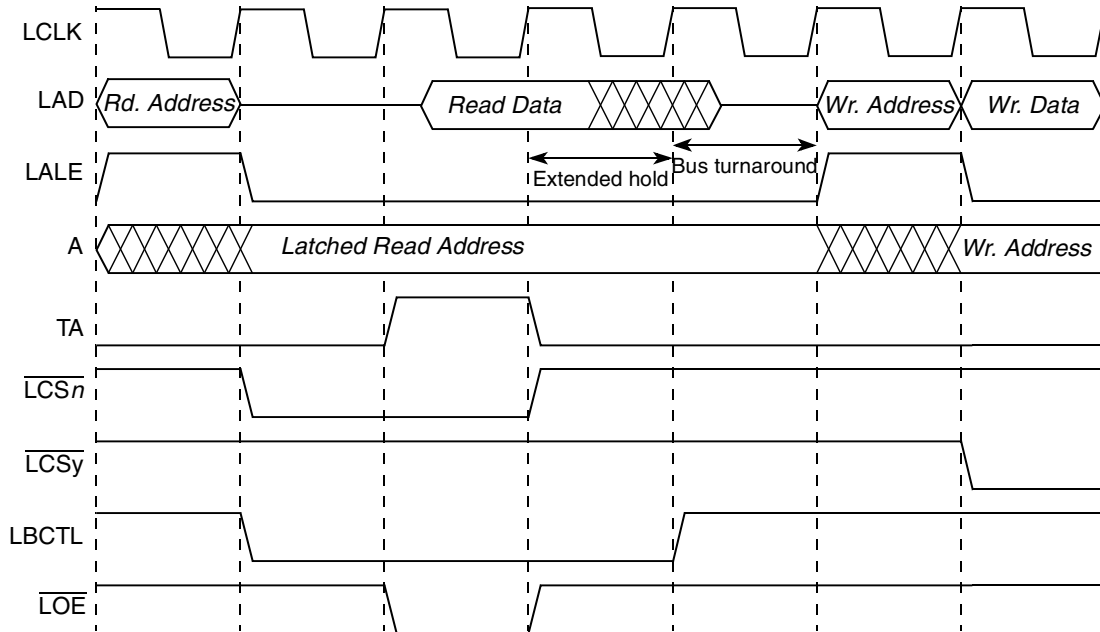 LCLK
LAD Rd. Address Read Data Wr. Address Wr. Data
LALE Extended hold Bus turnaround
A Latched Read Address Wr. Address
TA
LCSn
LCSy
LBCTL
LOE